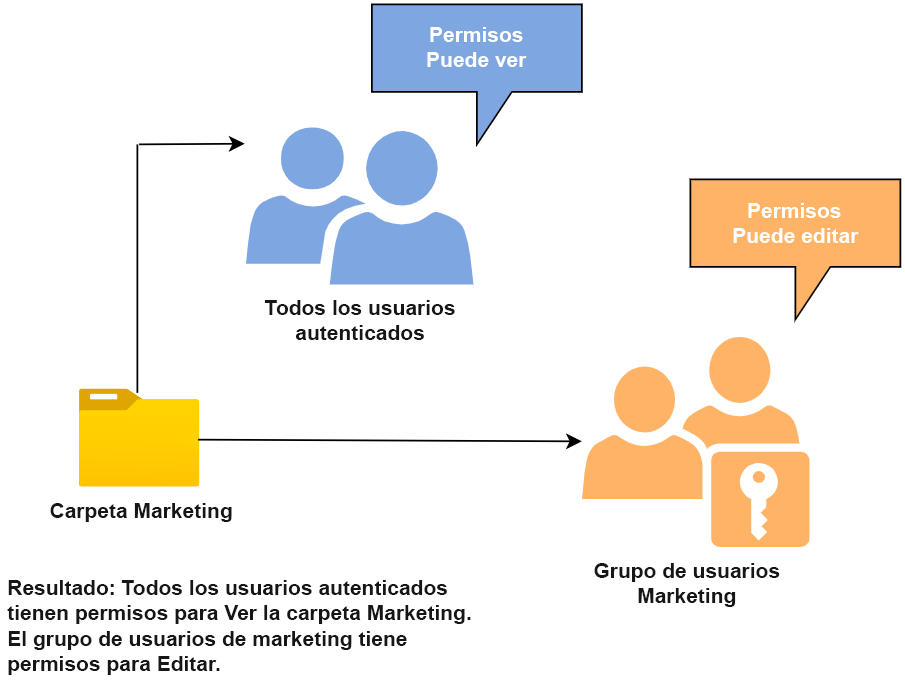 Permisos
Puede ver
Permisos
Puede editar
Todos los usuarios
autenticados
Carpeta Marketing
Grupo de usuarios
Marketing
Resultado: Todos los usuarios autenticados
tienen permisos para Ver la carpeta Marketing.
El grupo de usuarios de marketing tiene
permisos para Editar.